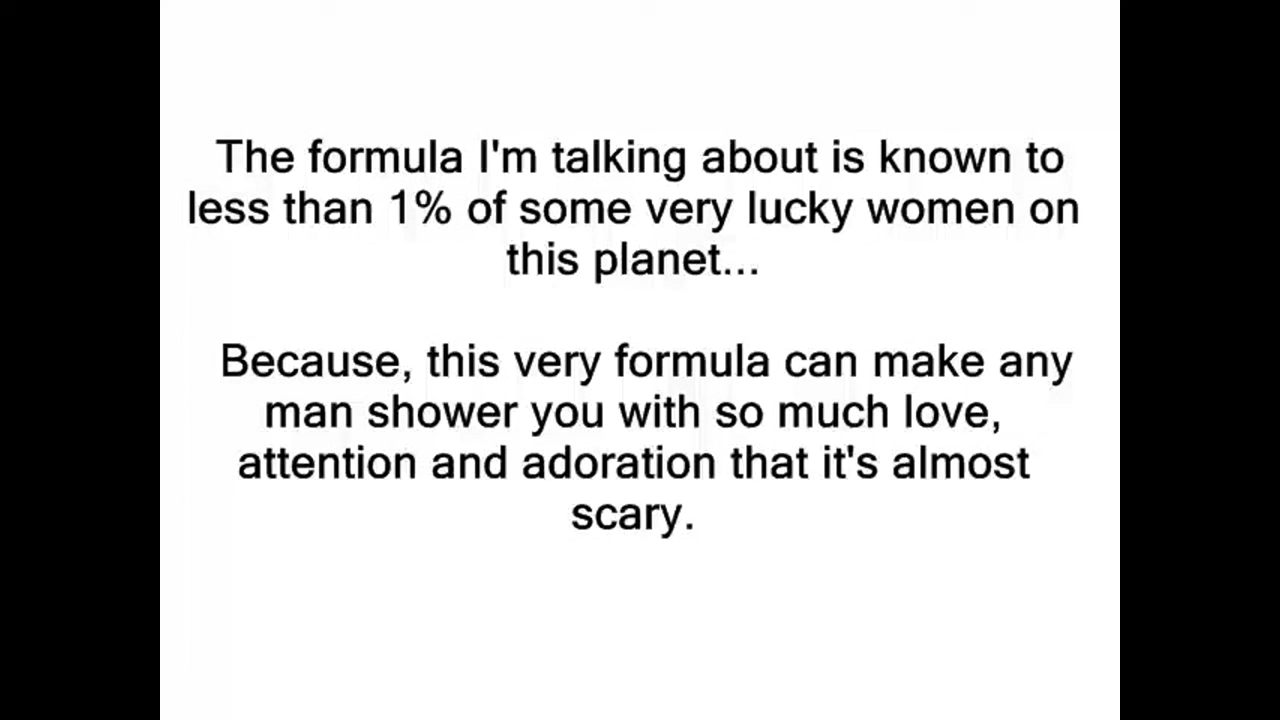 The formula I'm talking about is known to
less than 1% of some very lucky women on
this planet...
Because, this very formula can make any
man shower you with so much love,
attention and adoration that it's almost
scary.